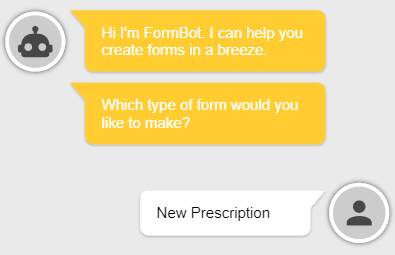 Hi I'm FormBot. I can help you
create forms in a breeze.
Which type of form would you
like to make?
New Prescription